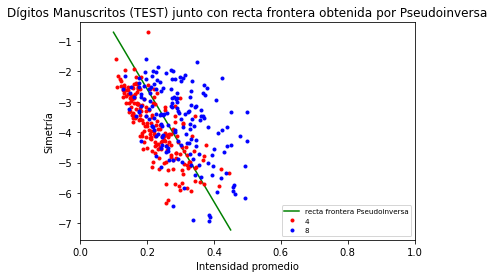 Dígitos Manuscritos (TEST) junto con recta frontera obtenida por Pseudoinversa
−1
−2
−3
−4
−5
−6
−7
Simetría
0.0 0.2 0.4 0.6 0.8 1.0
Intensidad promedio
recta frontera Pseudoinversa
4
8